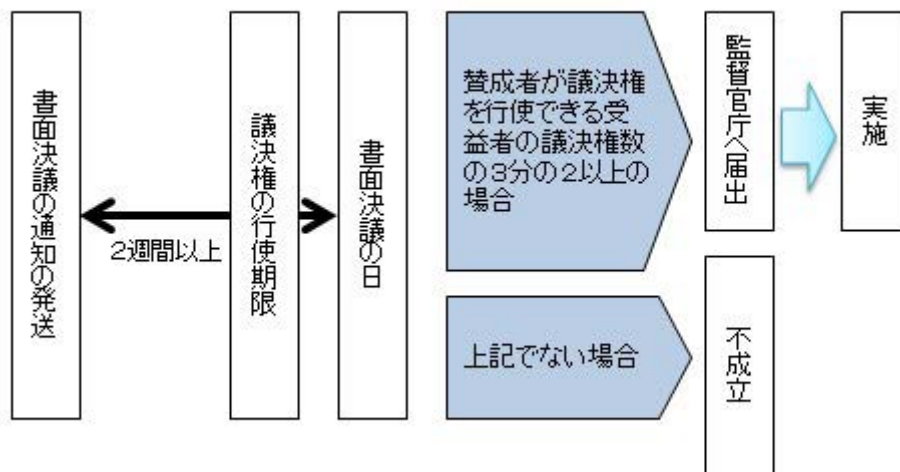 書面決議の通知の発送
2週間以上
議決権の行使期限
書面決議の日
賛成者が議決権
を行使できる受
益者の議決権数
の3分の2以上の
場合
監督官庁へ届出
実施
上記でない場合
不成立